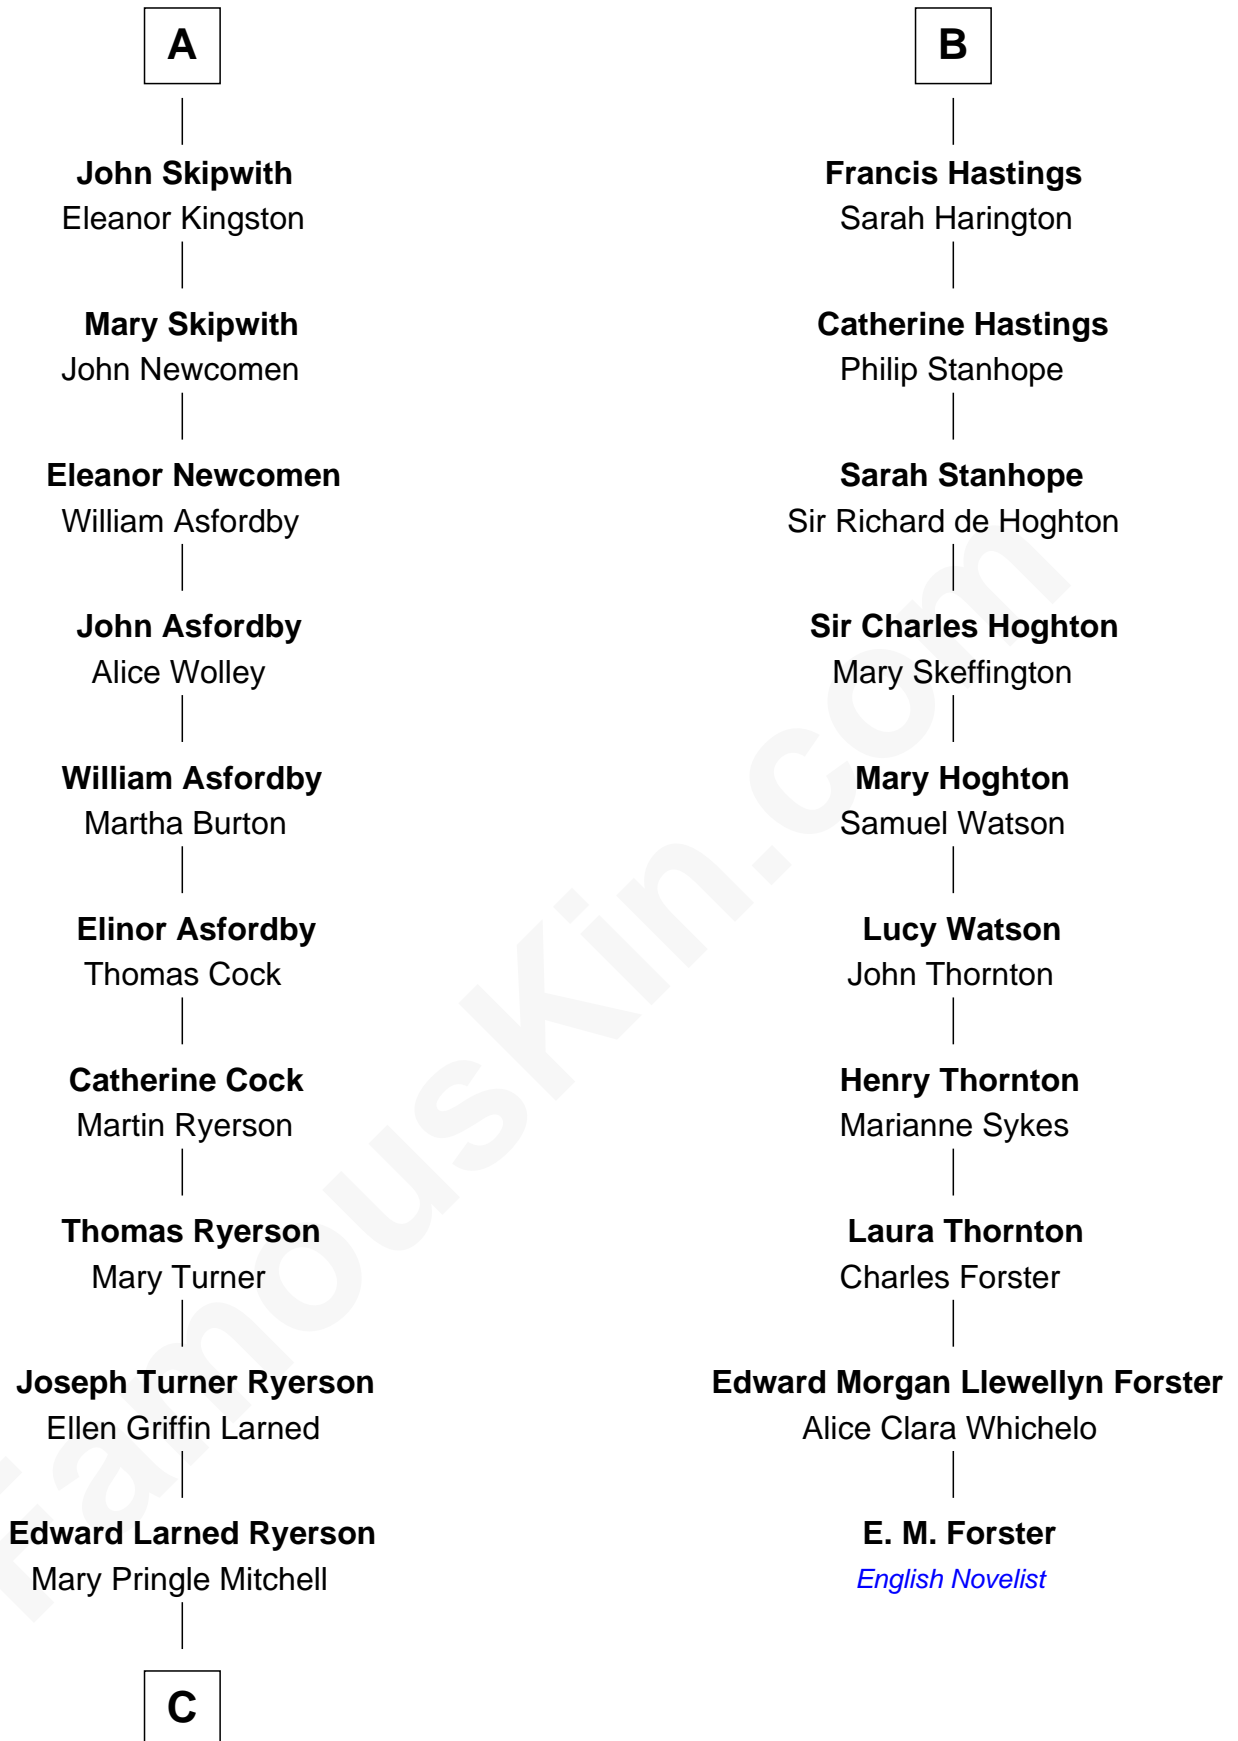 A
John Skipwith
Eleanor Kingston
Mary Skipwith
John Newcomen
Eleanor Newcomen
William Asfordby
John Asfordby
Alice Wolley
William Asfordby
Martha Burton
Elinor Asfordby
Thomas Cock
Catherine Cock
Martin Ryerson
Thomas Ryerson
Mary Turner
Joseph Turner Ryerson
Ellen Griffin Larned
Edward Larned Ryerson
Mary Pringle Mitchell
C
B
Francis Hastings
Sarah Harington
Catherine Hastings
Philip Stanhope
Sarah Stanhope
Sir Richard de Hoghton
Sir Charles Hoghton
Mary Skeffington
Mary Hoghton
Samuel Watson
Lucy Watson
John Thornton
Henry Thornton
Marianne Sykes
Laura Thornton
Charles Forster
Edward Morgan Llewellyn Forster
Alice Clara Whichelo
E. M. Forster
English Novelist
FamousKin.com